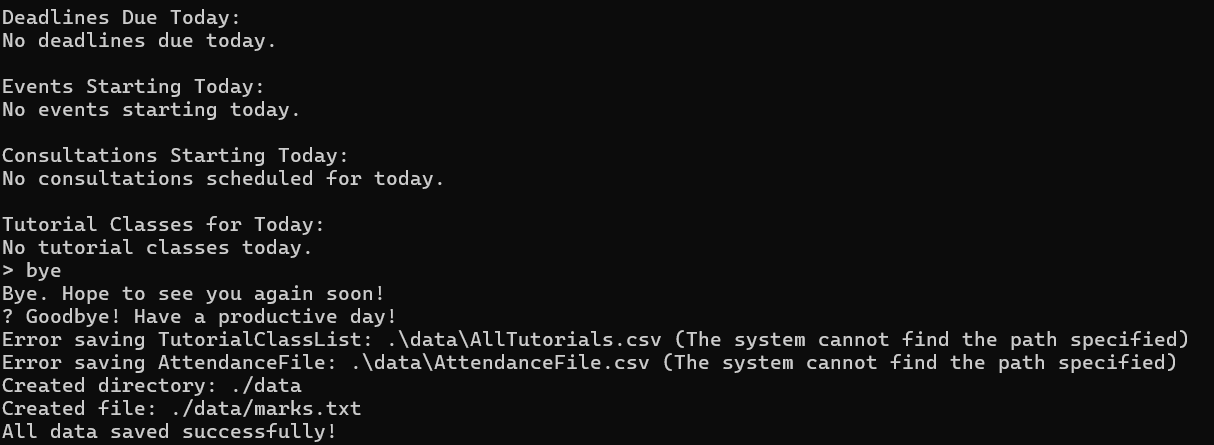 Deadlines Due Today:
No deadlines due today.
Events Starting Today:
No events starting today.
Consultations Starting Today:
No consultations scheduled for today.
Tutorial Classes for Today:
No tutorial classes today.
> bye
Bye. Hope to see you again soon!
? Goodbye! Have a productive day!
Error saving TutorialClassList: .\data\AllTutorials.csv (The system cannot find the path specified)
Error saving AttendanceFile: .\data\AttendanceFile.csv (The system cannot find the path specified)
Created directory: ./data
Created file: ./data/marks.txt
All data saved successfully!